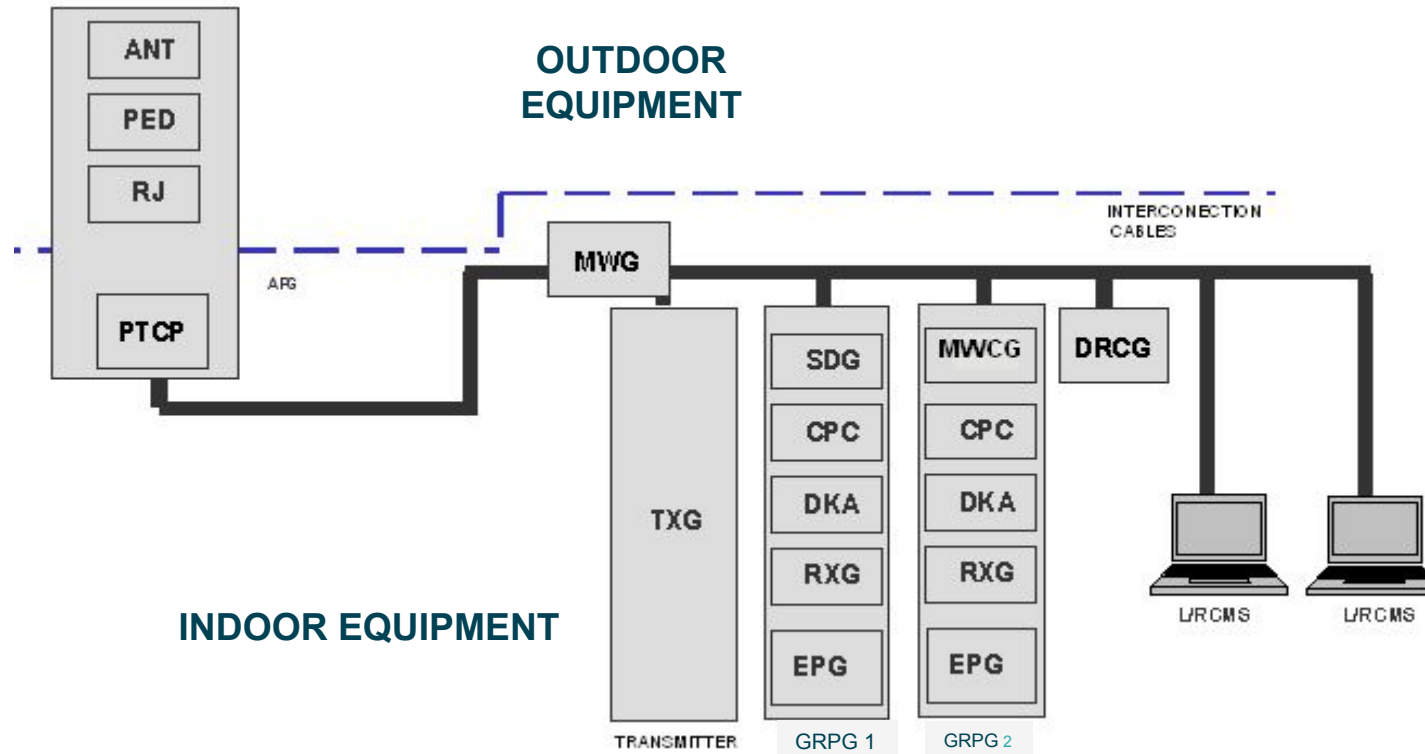 ANT
PED
RJ
PTCP
OUTDOOR
EQUIPMENT
INTERCONECTION
CABLES
APG
MWG
TXG
TRANSMITTER
SDG
CPC
DKA
RXG
EPG
GRPG 1
MWCG
CPC
DKA
RXG
EPG
GRPG 2
DRCG
L/RCMS
L/RCMS
INDOOR EQUIPMENT